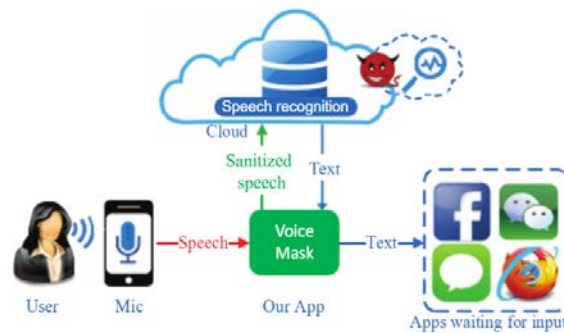 Speech recognition
Cloud
Sanitized
speech
Text
Speech
Voice
Mask
Text
User
Mic
Our App
Apps waiting for input